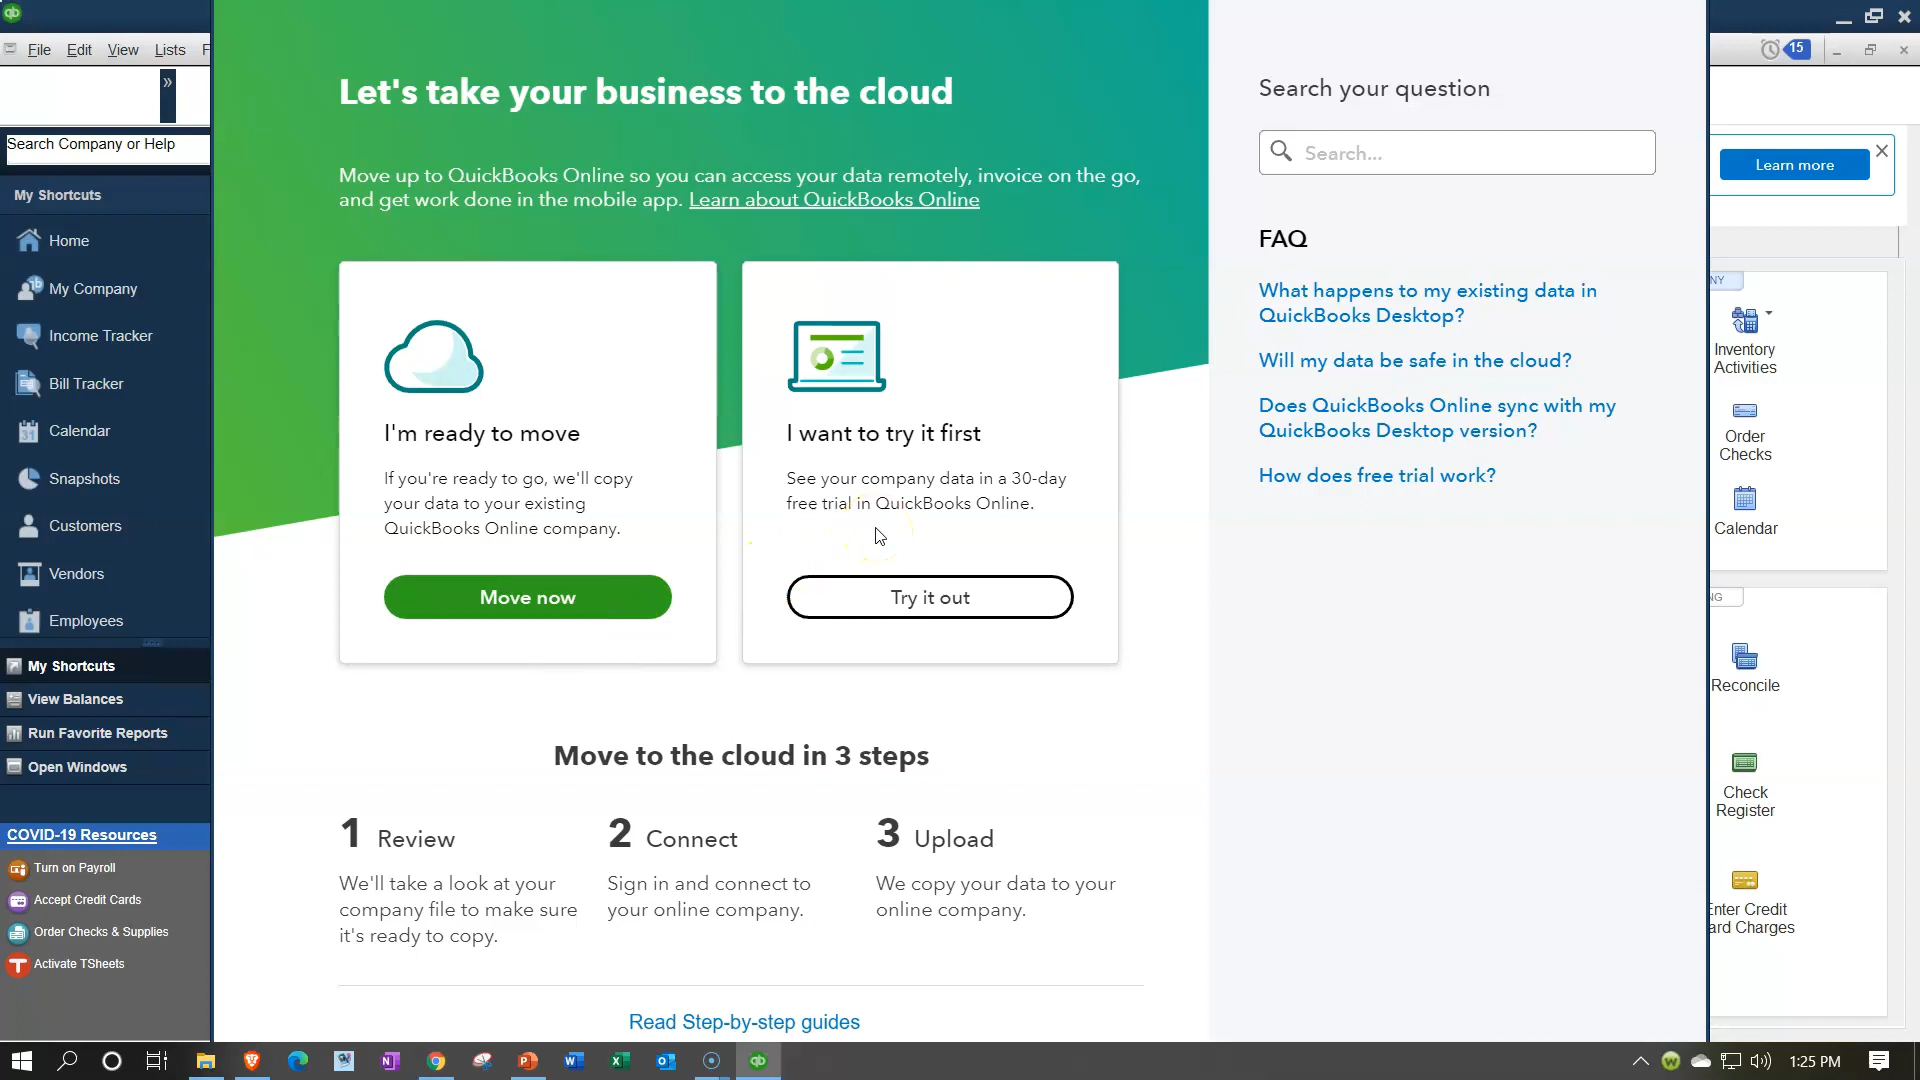 File Edit View Lists
15
»
Search Company or Help
My Shortcuts
Home
My Company
Income Tracker
Bill Tracker
Calendar
Snapshots
Customers
Vendors
Employees
My Shortcuts
View Balances
Run Favorite Reports
Open Windows
COVID-19 Resources
Turn on Payroll
Accept Credit Cards
Order Checks & Supplies
Activate TSheets
Let's take your business to the cloud
Move up to QuickBooks Online so you can access your data remotely, invoice on the go,
and get work done in the mobile app. Learn about QuickBooks Online
I'm ready to move
If you're ready to go, we'll copy
your data to your existing
QuickBooks Online company.
Move now
I want to try it first
See your company data in a 30-day
free trial in QuickBooks Online.
Try it out
Move to the cloud in 3 steps
1 Review
We'll take a look at your
company file to make sure
it's ready to copy.
2 Connect
Sign in and connect to
your online company.
3 Upload
We copy your data to your
online company.
Read Step-by-step guides
Search your question
Search...
FAQ
What happens to my existing data in
QuickBooks Desktop?
Will my data be safe in the cloud?
Does QuickBooks Online sync with my
QuickBooks Desktop version?
How does free trial work?
Learn more
NY
Inventory
Activities
Order
Checks
Calendar
NG
Reconcile
Check
Register
Enter Credit
ard Charges
1:25 PM